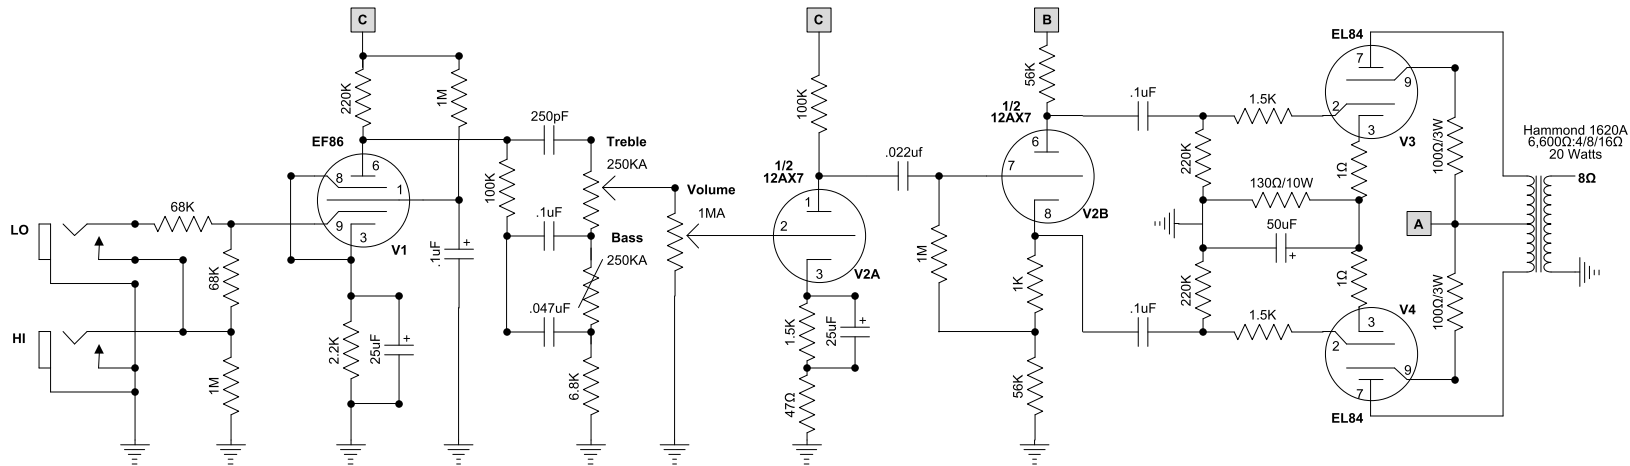 C
C
B
EL84
7
9
2
3
V3
220K
1M
100K
56K
.1uF
1.5K
Hammond 1620A
6,600Ω:4/8/16Ω
20 Watts
8Ω
250pF
Treble
250KA
EF86
6
8
1
9
3
V1
1/2
12AX7
6
7
8
V2B
.022uf
220K
1Ω
100Ω/3W
130Ω/10W
50uF
+
A
Volume
1MA
1/2
12AX7
1
2
3
V2A
100K
.1uF
Bass
250KA
.047uF
68K
LO
68K
.1uF
+
1M
1K
220K
1Ω
100Ω/3W
.1uF
1.5K
V4
3
2
9
7
EL84
HI
1M
2.2K
25uF
+
6.8K
1.5K
25uF
+
47Ω
56K